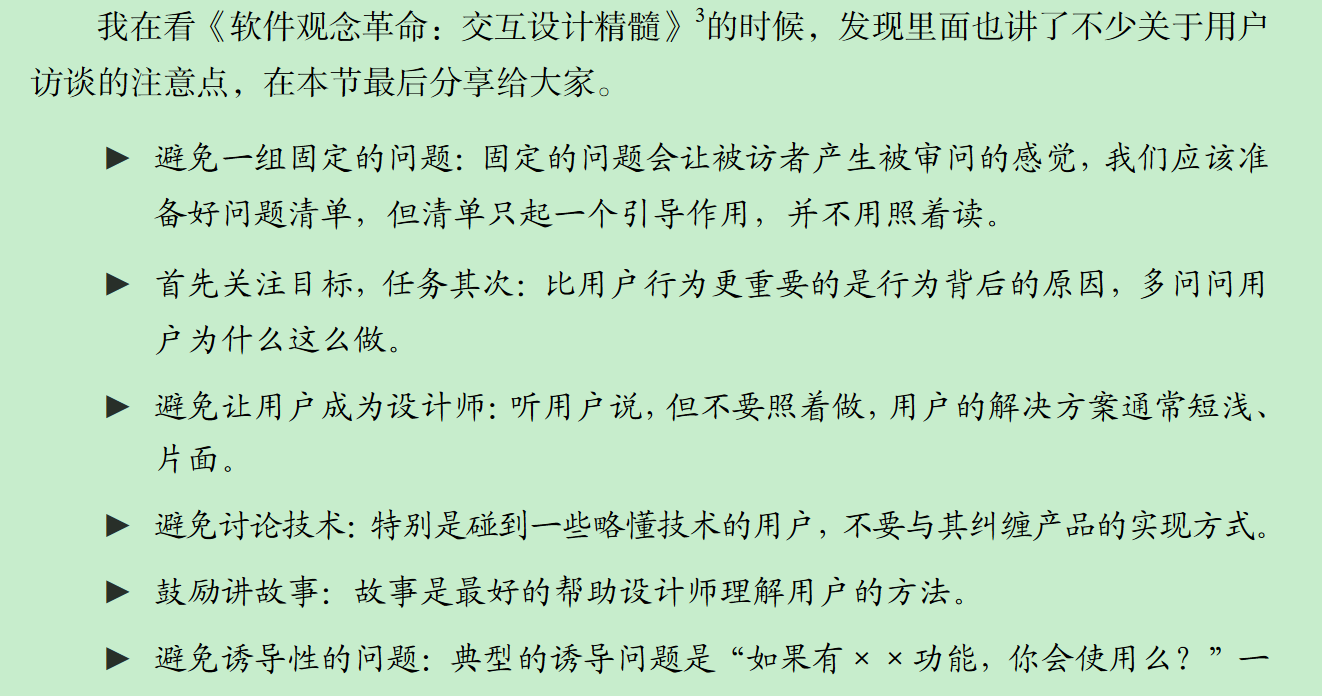 我在看《软件观念革命：交互设计精髓》3的时候，发现里面也讲了不少关于用户
访谈的注意点，在本节最后分享给大家。
▶ 避免一组固定的问题：固定的问题会让被访者产生被审问的感觉，我们应该准
备好问题清单，但清单只起一个引导作用，并不用照着读。
▶ 首先关注目标，任务其次：比用户行为更重要的是行为背后的原因，多问问用
户为什么这么做。
▶ 避免让用户成为设计师：听用户说，但不要照着做，用户的解决方案通常短浅、
片面。
▶ 避免讨论技术：特别是碰到一些略懂技术的用户，不要与其纠缠产品的实现方式。
▶ 鼓励讲故事：故事是最好的帮助设计师理解用户的方法。
▶ 避免诱导性的问题：典型的诱导问题是“如果有××功能，你会使用么？”一